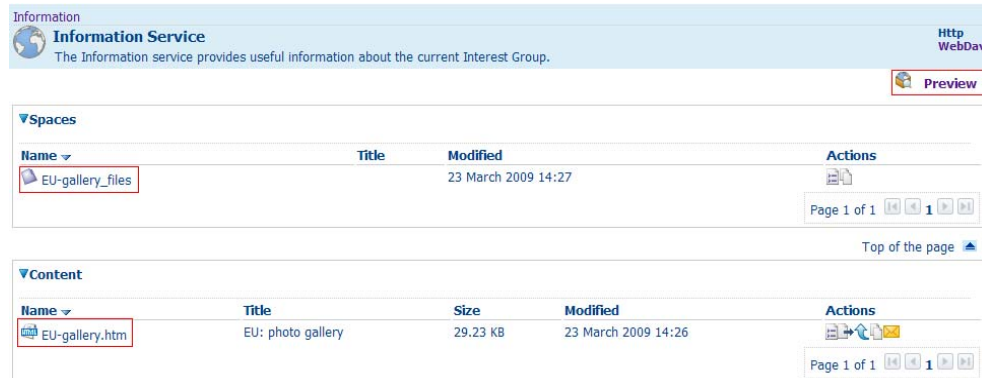 Information
Information Service
The Information service provides useful information about the current Interest Group.
Http
WebDav
Preview
Spaces
Name Title Modified Actions
EU-gallery_files 23 March 2009 14:27
Page 1 of 1 1
Top of the page
Content
Name Title Size Modified Actions
EU-gallery.htm EU: photo gallery 29.23 KB 23 March 2009 14:26
Page 1 of 1 1